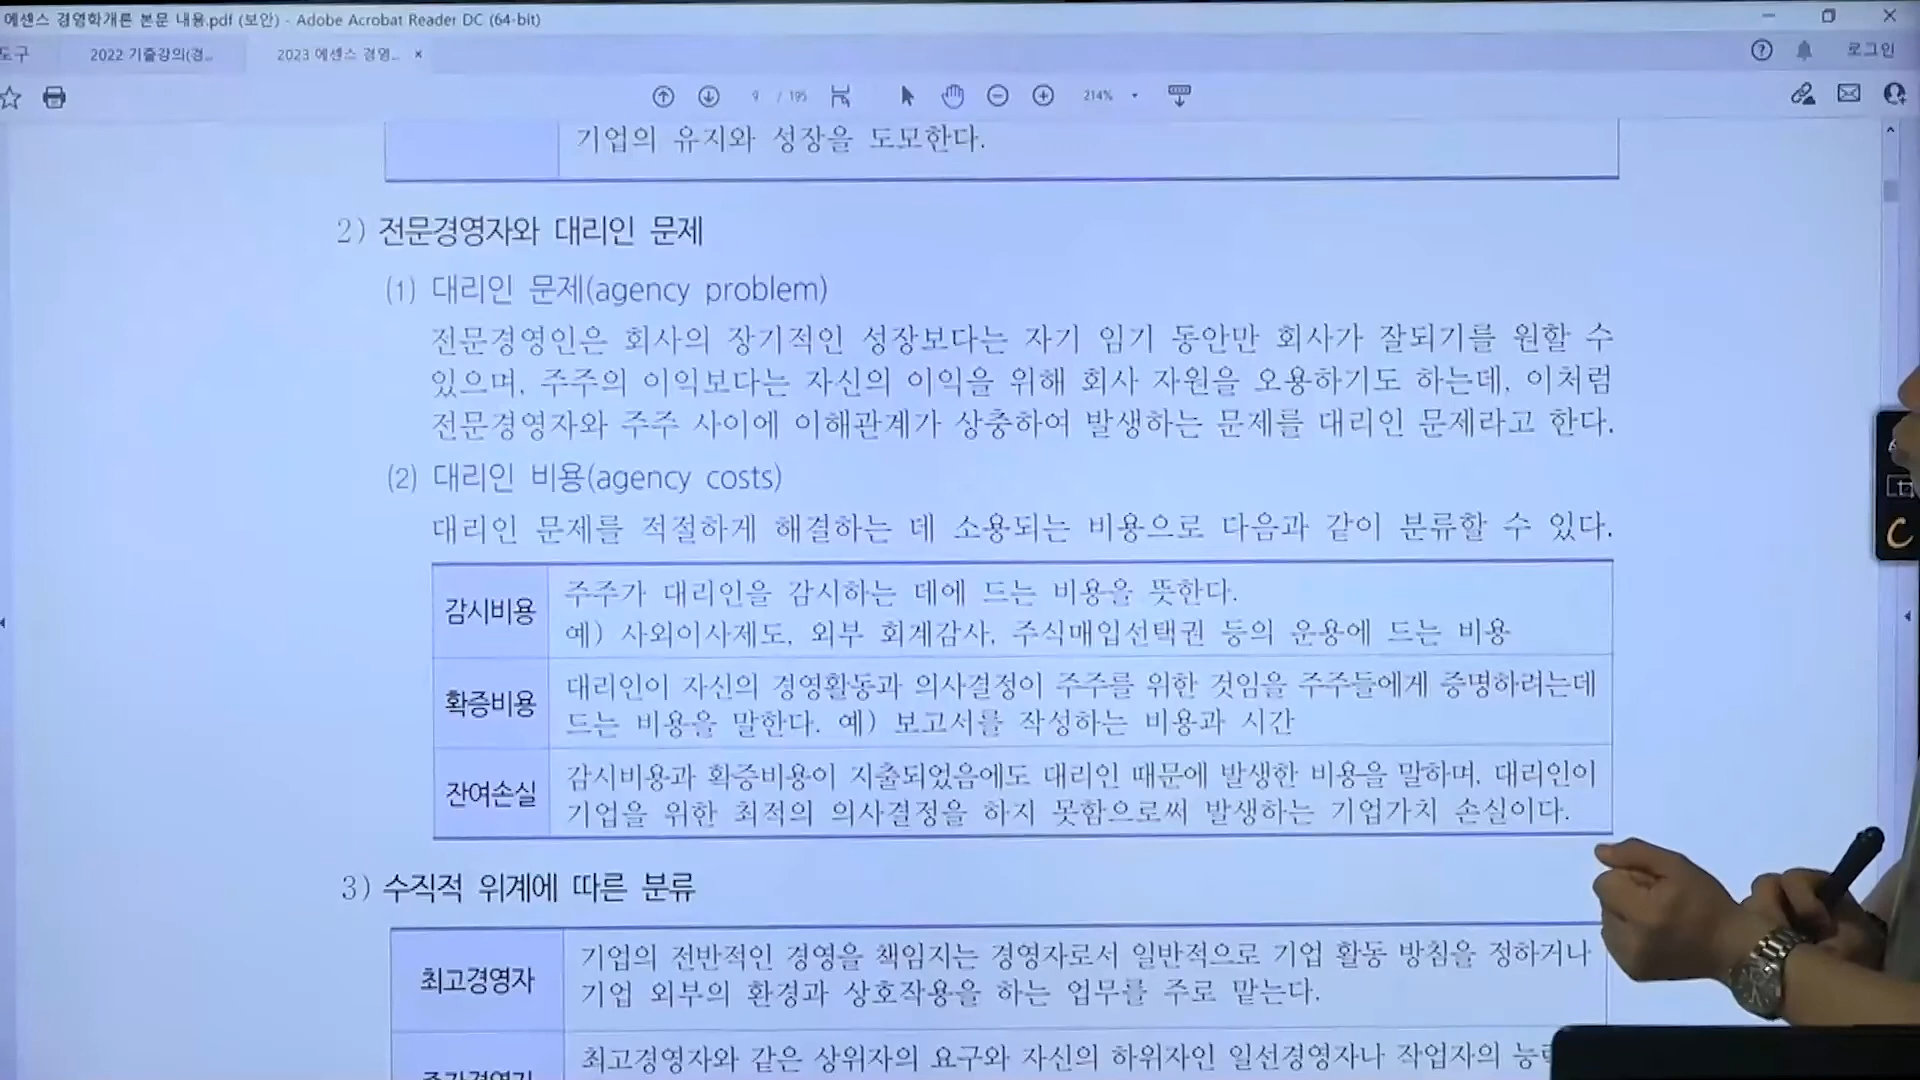 에센스 경영학개론 본문 내용.pdf (보안) - Adobe Acrobat Reader DC (64-bit)
도구 2022 기출강의(경... 2023 에센스 경영... ×
로그인
9 / 195 214%
기업의 유지와 성장을 도모한다.
2) 전문경영자와 대리인 문제
(1) 대리인 문제(agency problem)
전문경영인은 회사의 장기적인 성장보다는 자기 임기 동안만 회사가 잘되기를 원할 수
있으며, 주주의 이익보다는 자신의 이익을 위해 회사 자원을 오용하기도 하는데, 이처럼
전문경영자와 주주 사이에 이해관계가 상충하여 발생하는 문제를 대리인 문제라고 한다.
(2) 대리인 비용(agency costs)
대리인 문제를 적절하게 해결하는 데 소용되는 비용으로 다음과 같이 분류할 수 있다.
감시비용
주주가 대리인을 감시하는 데에 드는 비용을 뜻한다.
예) 사외이사제도, 외부 회계감사, 주식매입선택권 등의 운용에 드는 비용
확증비용
대리인이 자신의 경영활동과 의사결정이 주주를 위한 것임을 주주들에게 증명하려는데
드는 비용을 말한다. 예) 보고서를 작성하는 비용과 시간
잔여손실
감시비용과 확증비용이 지출되었음에도 대리인 때문에 발생한 비용을 말하며, 대리인이
기업을 위한 최적의 의사결정을 하지 못함으로써 발생하는 기업가치 손실이다.
3) 수직적 위계에 따른 분류
최고경영자
기업의 전반적인 경영을 책임지는 경영자로서 일반적으로 기업 활동 방침을 정하거나
기업 외부의 환경과 상호작용을 하는 업무를 주로 맡는다.
최고경영자와 같은 상위자의 요구와 자신의 하위자인 일선경영자나 작업자의